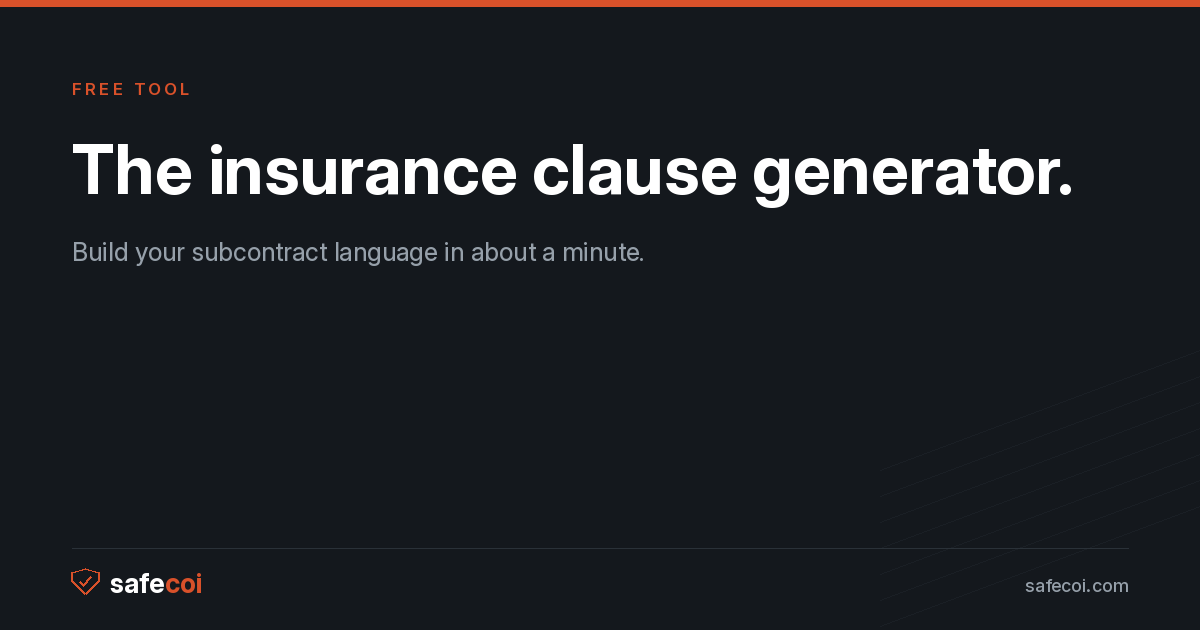 FREE TOOL
The insurance clause generator.
Build your subcontract language in about a minute.
safecoi
safecoi.com